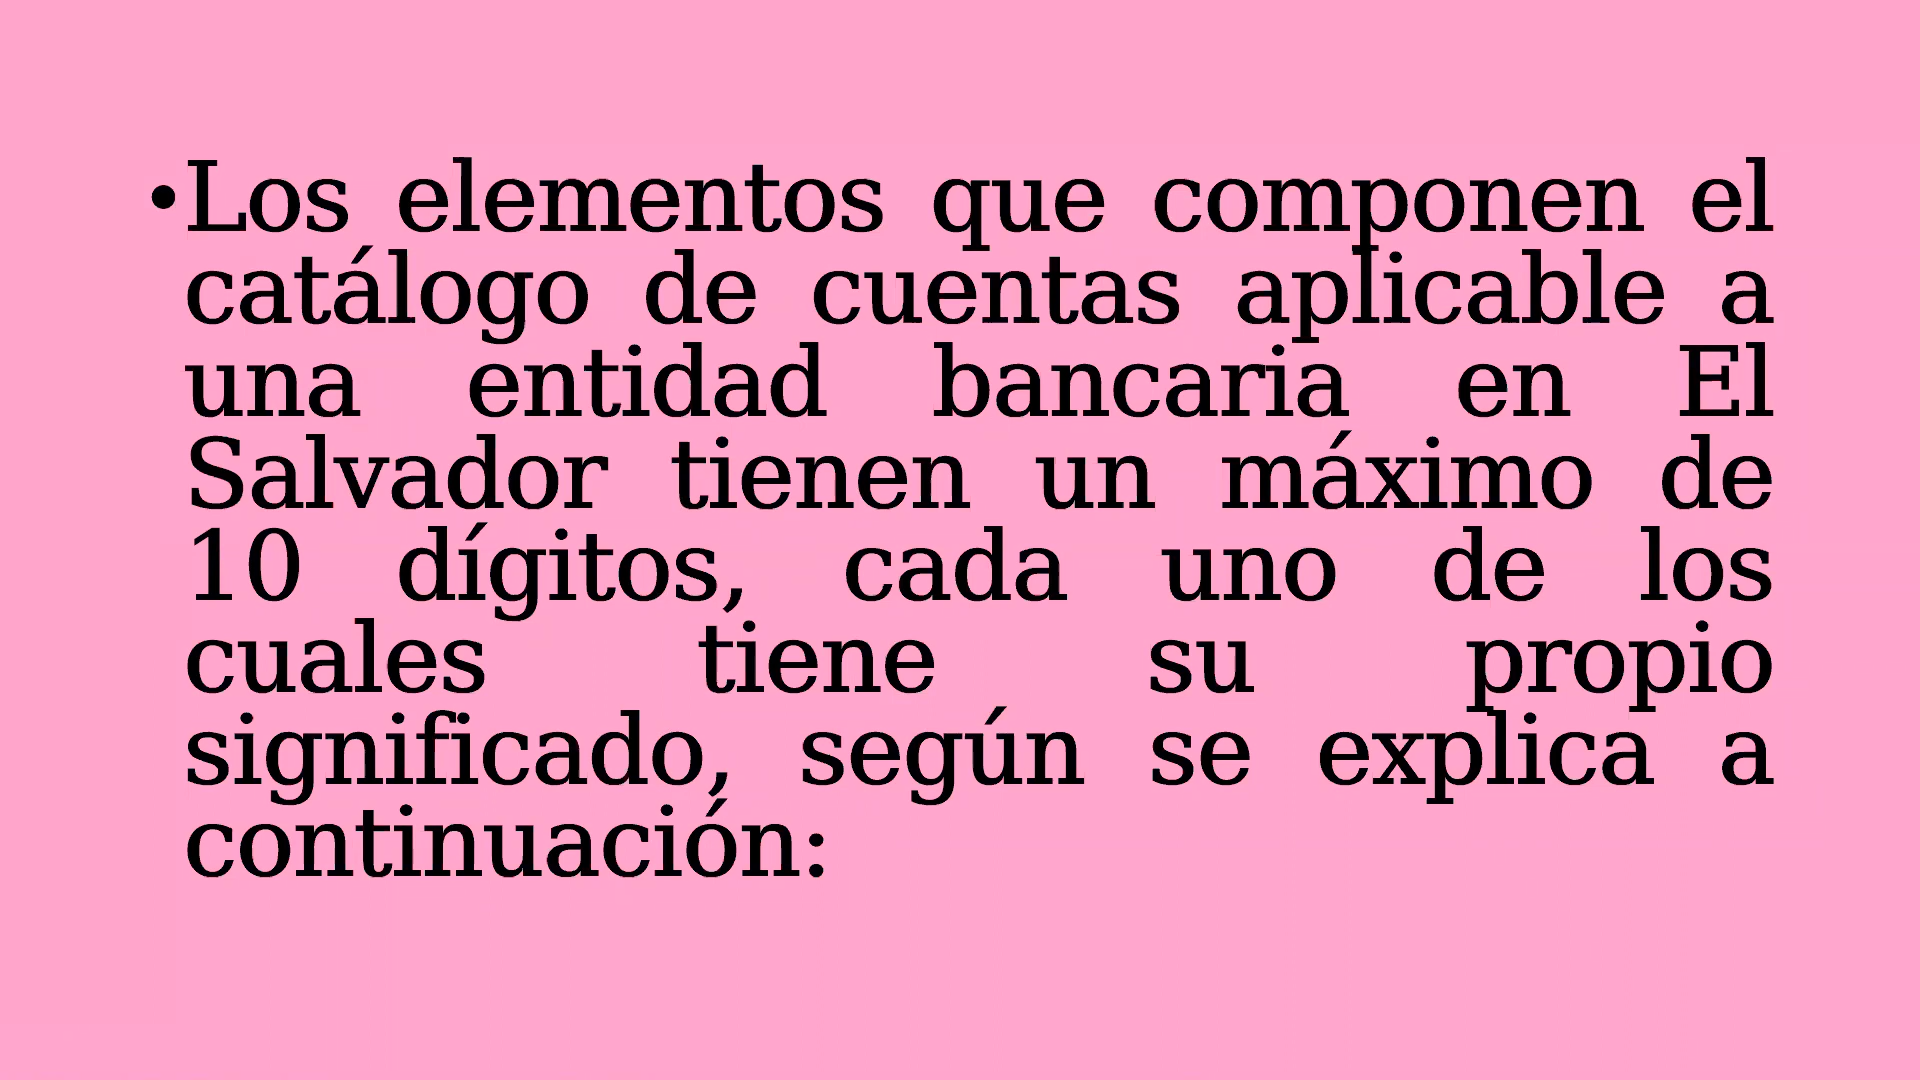 •Los elementos que componen el
catálogo de cuentas aplicable a
una entidad bancaria en El
Salvador tienen un máximo de
10 dígitos, cada uno de los
cuales tiene su propio
significado, según se explica a
continuación: